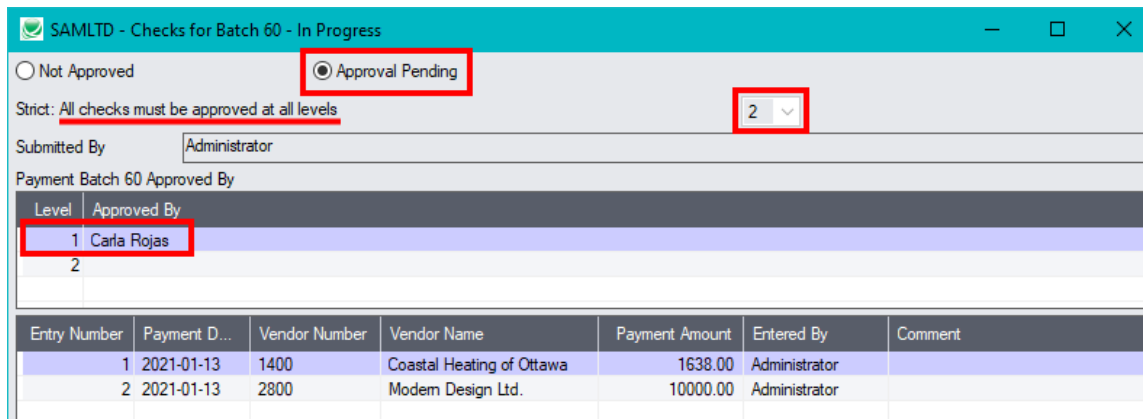 SAMLTD - Checks for Batch 60 - In Progress
Not Approved Approval Pending
Strict: All checks must be approved at all levels 2
Submitted By Administrator
Payment Batch 60 Approved By
Level Approved By
1 Carla Rojas
2
Entry Number Payment D... Vendor Number Vendor Name Payment Amount Entered By Comment
1 2021-01-13 1400 Coastal Heating of Ottawa 1638.00 Administrator
2 2021-01-13 2800 Modern Design Ltd. 10000.00 Administrator